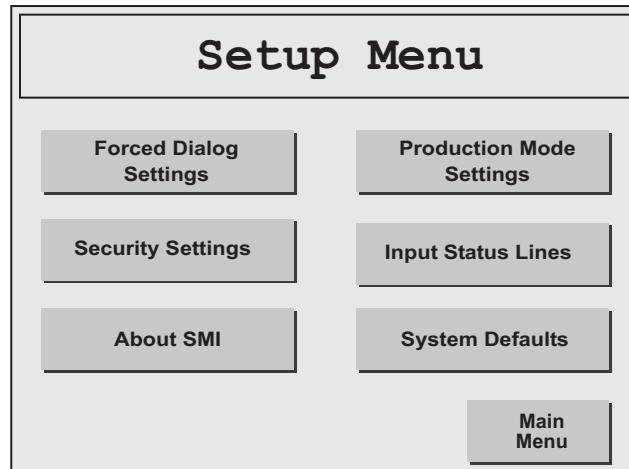 Setup Menu
Forced Dialog
Settings
Production Mode
Settings
Security Settings
Input Status Lines
About SMI
System Defaults
Main
Menu